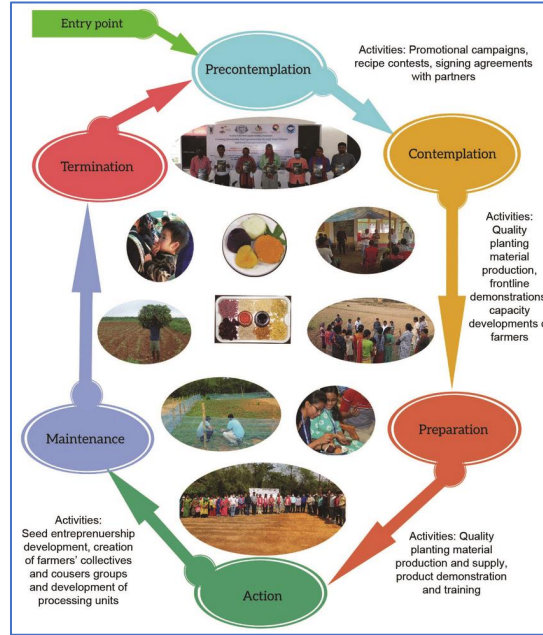 Entry point
Precontemplation
Activities: Promotional campaigns,
recipe contests, signing agreements
with partners
Termination
Contemplation
Activities:
Quality
planting
material
production,
frontline
demonstrations
capacity
developments o
farmers
Maintenance
Preparation
Activities:
Seed entreprenuership
development, creation
of farmers' collectives
and cousers groups
and development of
processing units
Activities: Quality
planting material
production and supply,
product demonstration
and training
Action